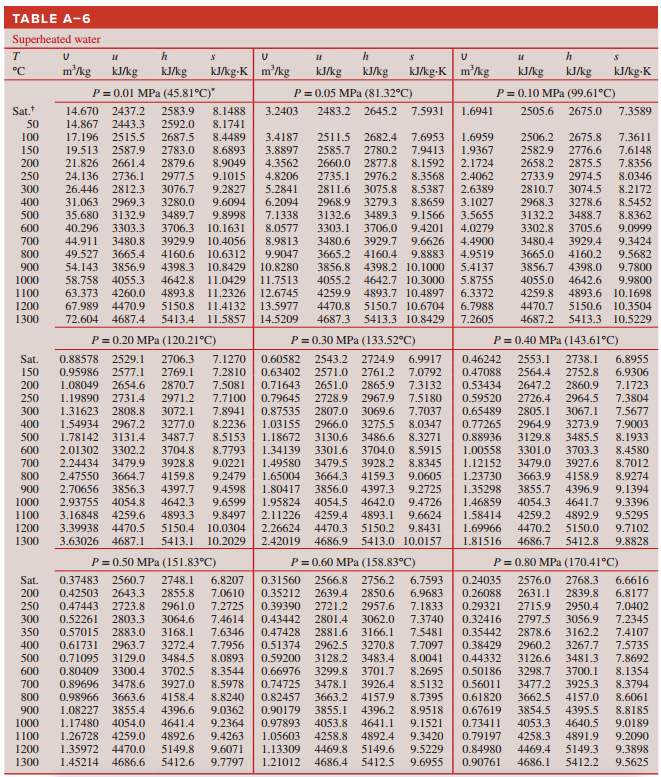 TABLE A–6
Superheated water
T υ u h s υ u h s υ u h s
°C m³/kg kJ/kg kJ/kg kJ/kg·K m³/kg kJ/kg kJ/kg kJ/kg·K m³/kg kJ/kg kJ/kg kJ/kg·K
P = 0.01 MPa (45.81°C)* P = 0.05 MPa (81.32°C) P = 0.10 MPa (99.61°C)
Sat.† 14.670 2437.2 2583.9 8.1488 3.2403 2483.2 2645.2 7.5931 1.6941 2505.6 2675.0 7.3589
50 14.867 2443.3 2592.0 8.1741
100 17.196 2515.5 2687.5 8.4489 3.4187 2511.5 2682.4 7.6953 1.6959 2506.2 2675.8 7.3611
150 19.513 2587.9 2783.0 8.6893 3.8897 2585.7 2780.2 7.9413 1.9367 2582.9 2776.6 7.6148
200 21.826 2661.4 2879.6 8.9049 4.3562 2660.0 2877.8 8.1592 2.1724 2658.2 2875.5 7.8356
250 24.136 2736.1 2977.5 9.1015 4.8206 2735.1 2976.2 8.3568 2.4062 2733.9 2974.5 8.0346
300 26.446 2812.3 3076.7 9.2827 5.2841 2811.6 3075.8 8.5387 2.6389 2810.7 3074.5 8.2172
400 31.063 2969.3 3280.0 9.6094 6.2094 2968.9 3279.3 8.8659 3.1027 2968.3 3278.6 8.5452
500 35.680 3132.9 3489.7 9.8998 7.1338 3132.6 3489.3 9.1566 3.5655 3132.2 3488.7 8.8362
600 40.296 3303.3 3706.3 10.1631 8.0577 3303.1 3706.0 9.4201 4.0279 3302.8 3705.6 9.0999
700 44.911 3480.8 3929.9 10.4056 8.9813 3480.6 3929.7 9.6626 4.4900 3480.4 3929.4 9.3424
800 49.527 3665.4 4160.6 10.6312 9.9047 3665.2 4160.4 9.8883 4.9519 3665.0 4160.2 9.5682
900 54.143 3856.9 4398.3 10.8429 10.8280 3856.8 4398.2 10.1000 5.4137 3856.7 4398.0 9.7800
1000 58.758 4055.3 4642.8 11.0429 11.7513 4055.2 4642.7 10.3000 5.8755 4055.0 4642.6 9.9800
1100 63.373 4260.0 4893.8 11.2326 12.6745 4259.9 4893.7 10.4897 6.3372 4259.8 4893.6 10.1698
1200 67.989 4470.9 5150.8 11.4132 13.5977 4470.8 5150.7 10.6704 6.7988 4470.7 5150.6 10.3504
1300 72.604 4687.4 5413.4 11.5857 14.5209 4687.3 5413.3 10.8429 7.2605 4687.2 5413.3 10.5229
P = 0.20 MPa (120.21°C) P = 0.30 MPa (133.52°C) P = 0.40 MPa (143.61°C)
Sat. 0.88578 2529.1 2706.3 7.1270 0.60582 2543.2 2724.9 6.9917 0.46242 2553.1 2738.1 6.8955
150 0.95986 2577.1 2769.1 7.2810 0.63402 2571.0 2761.2 7.0792 0.47088 2564.4 2752.8 6.9306
200 1.08049 2654.6 2870.7 7.5081 0.71643 2651.0 2865.9 7.3132 0.53434 2647.2 2860.9 7.1723
250 1.19890 2731.4 2971.2 7.7100 0.79645 2728.9 2967.9 7.5180 0.59520 2726.4 2964.5 7.3804
300 1.31623 2808.8 3072.1 7.8941 0.87535 2807.0 3069.6 7.7037 0.65489 2805.1 3067.1 7.5677
400 1.54934 2967.2 3277.0 8.2236 1.03155 2966.0 3275.5 8.0347 0.77265 2964.9 3273.9 7.9003
500 1.78142 3131.4 3487.7 8.5153 1.18672 3130.6 3486.6 8.3271 0.88936 3129.8 3485.5 8.1933
600 2.01302 3302.2 3704.8 8.7793 1.34139 3301.6 3704.0 8.5915 1.00558 3301.0 3703.3 8.4580
700 2.24434 3479.9 3928.8 9.0221 1.49580 3479.5 3928.2 8.8345 1.12152 3479.0 3927.6 8.7012
800 2.47550 3664.7 4159.8 9.2479 1.65004 3664.3 4159.3 9.0605 1.23730 3663.9 4158.9 8.9274
900 2.70656 3856.3 4397.7 9.4598 1.80417 3856.0 4397.3 9.2725 1.35298 3855.7 4396.9 9.1394
1000 2.93755 4054.8 4642.3 9.6599 1.95824 4054.5 4642.0 9.4726 1.46859 4054.3 4641.7 9.3396
1100 3.16848 4259.6 4893.3 9.8497 2.11226 4259.4 4893.1 9.6624 1.58414 4259.2 4892.9 9.5295
1200 3.39938 4470.5 5150.4 10.0304 2.26624 4470.3 5150.2 9.8431 1.69966 4470.2 5150.0 9.7102
1300 3.63026 4687.1 5413.1 10.2029 2.42019 4686.9 5413.0 10.0157 1.81516 4686.7 5412.8 9.8828
P = 0.50 MPa (151.83°C) P = 0.60 MPa (158.83°C) P = 0.80 MPa (170.41°C)
Sat. 0.37483 2560.7 2748.1 6.8207 0.31560 2566.8 2756.2 6.7593 0.24035 2576.0 2768.3 6.6616
200 0.42503 2643.3 2855.8 7.0610 0.35212 2639.4 2850.6 6.9683 0.26088 2631.1 2839.8 6.8177
250 0.47443 2723.8 2961.0 7.2725 0.39390 2721.2 2957.6 7.1833 0.29321 2715.9 2950.4 7.0402
300 0.52261 2803.3 3064.6 7.4614 0.43442 2801.4 3062.0 7.3740 0.32416 2797.5 3056.9 7.2345
350 0.57015 2883.0 3168.1 7.6346 0.47428 2881.6 3166.1 7.5481 0.35442 2878.6 3162.2 7.4107
400 0.61731 2963.7 3272.4 7.7956 0.51374 2962.5 3270.8 7.7097 0.38429 2960.2 3267.7 7.5735
500 0.71095 3129.0 3484.5 8.0893 0.59200 3128.2 3483.4 8.0041 0.44332 3126.6 3481.3 7.8692
600 0.80409 3300.4 3702.5 8.3544 0.66976 3299.8 3701.7 8.2695 0.50186 3298.7 3700.1 8.1354
700 0.89696 3478.6 3927.0 8.5978 0.74725 3478.1 3926.4 8.5132 0.56011 3477.2 3925.3 8.3794
800 0.98966 3663.6 4158.4 8.8240 0.82457 3663.2 4157.9 8.7395 0.61820 3662.5 4157.0 8.6061
900 1.08227 3855.4 4396.6 9.0362 0.90179 3855.1 4396.2 8.9518 0.67619 3854.5 4395.5 8.8185
1000 1.17480 4054.0 4641.4 9.2364 0.97893 4053.8 4641.1 9.1521 0.73411 4053.3 4640.5 9.0189
1100 1.26728 4259.0 4892.6 9.4263 1.05603 4258.8 4892.4 9.3420 0.79197 4258.3 4891.9 9.2090
1200 1.35972 4470.0 5149.8 9.6071 1.13309 4469.8 5149.6 9.5229 0.84980 4469.4 5149.3 9.3898
1300 1.45214 4686.6 5412.6 9.7797 1.21012 4686.4 5412.5 9.6955 0.90761 4686.1 5412.2 9.5625